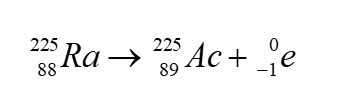 ²²⁵₈₈Ra → ²²⁵₈₉Ac + ⁰₋₁e